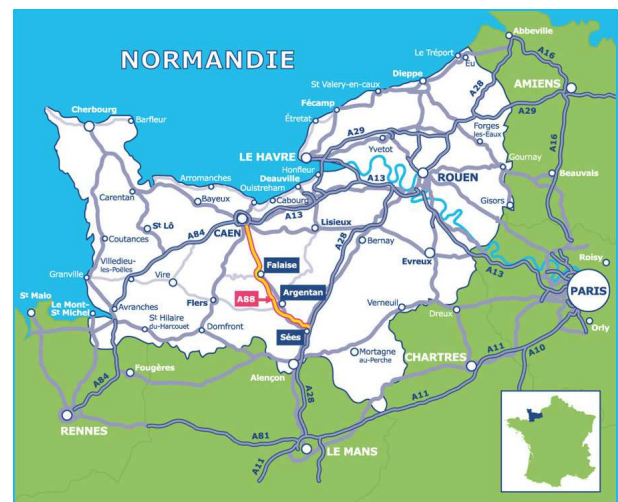 NORMANDIE
Abbeville
Le Tréport
Eu
A16
Dieppe
A28
AMIENS
St Valery-en-caux
Fécamp
A29
Cherbourg
Barfleur
Étretat
A29
Yvetot
Forges
les-Eaux
A16
LE HAVRE
Honfleur
Gournay
Beauvais
Arromanches
Deauville
Ouistreham
A13
ROUEN
Carentan
Bayeux
Cabourg
Gisors
St Lô
A84
CAEN
A13
Lisieux
A28
Coutances
Bernay
Roisy
Villedieu-
les-Poêles
Falaise
Evreux
A13
Granville
Vire
A88
Argentan
PARIS
St Malo
Le Mont-
St Michel
Avranches
Flers
Verneuil
Dreux
St Hilaire
du-Harcouet
Domfront
Sées
Orly
Mortagne
au-Perche
CHARTRES
A11
A10
A84
Fougères
Alençon
A28
A11
RENNES
A81
LE MANS
A11